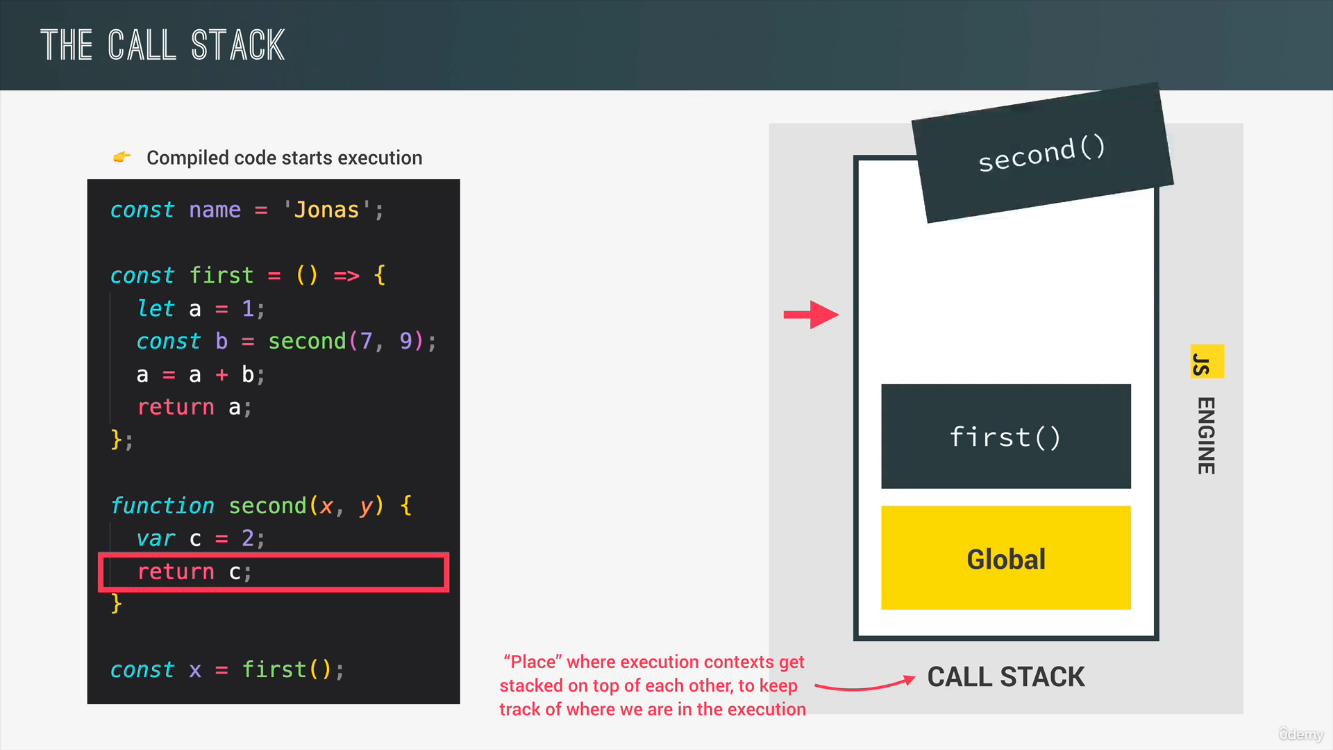 THE CALL STACK
👉 Compiled code starts execution
const name = 'Jonas';
const first = () => {
let a = 1;
const b = second(7, 9);
a = a + b;
return a;
};
function second(x, y) {
var c = 2;
return c;
}
const x = first();
second()
first()
Global
JS ENGINE
CALL STACK
“Place” where execution contexts get
stacked on top of each other, to keep
track of where we are in the execution
ûdemy